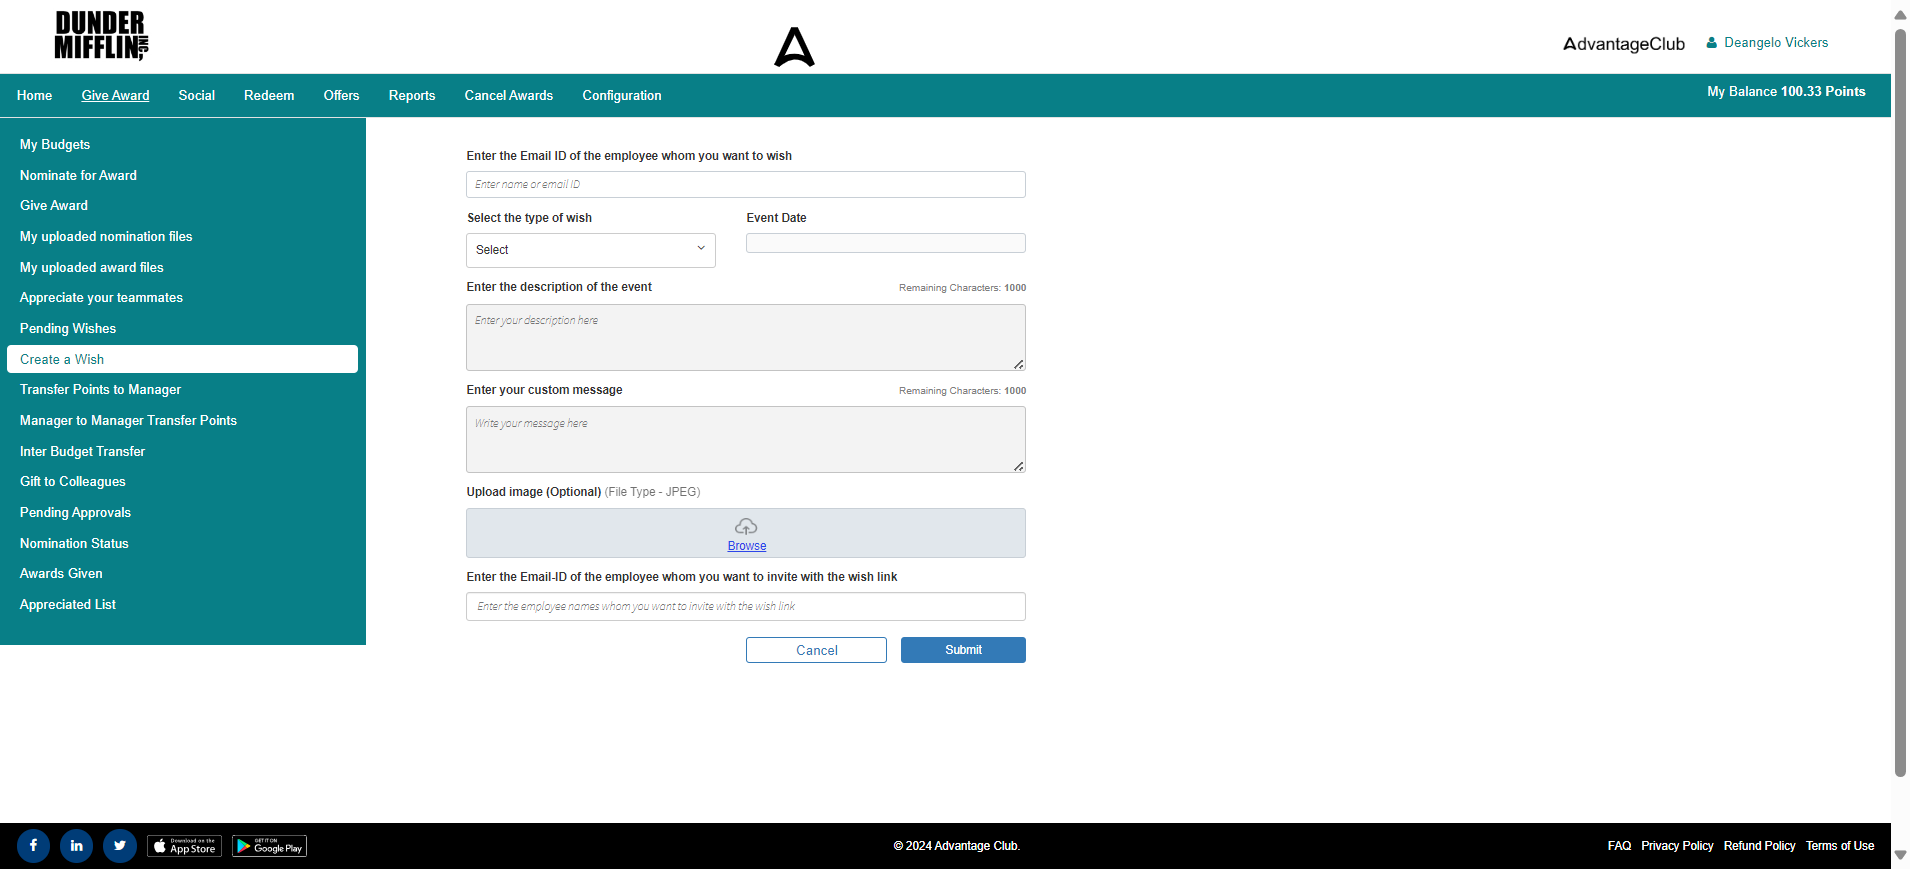 DUNDER
MIFFLIN INC,
AdvantageClub
Deangelo Vickers
Home
Give Award
Social
Redeem
Offers
Reports
Cancel Awards
Configuration
My Balance 100.33 Points
My Budgets
Nominate for Award
Give Award
My uploaded nomination files
My uploaded award files
Appreciate your teammates
Pending Wishes
Create a Wish
Transfer Points to Manager
Manager to Manager Transfer Points
Inter Budget Transfer
Gift to Colleagues
Pending Approvals
Nomination Status
Awards Given
Appreciated List
Enter the Email ID of the employee whom you want to wish
Enter name or email ID
Select the type of wish
Event Date
Select
Enter the description of the event
Remaining Characters: 1000
Enter your description here
Enter your custom message
Remaining Characters: 1000
Write your message here
Upload image (Optional) (File Type - JPEG)
Browse
Enter the Email-ID of the employee whom you want to invite with the wish link
Enter the employee names whom you want to invite with the wish link
Cancel
Submit
Download on the
App Store
GET IT ON
Google Play
© 2024 Advantage Club.
FAQ
Privacy Policy
Refund Policy
Terms of Use